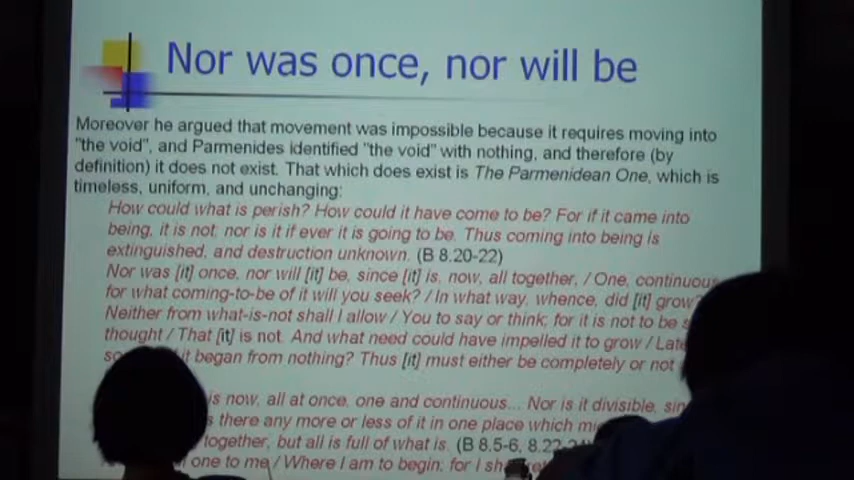 Nor was once, nor will be
Moreover he argued that movement was impossible because it requires moving into
"the void", and Parmenides identified "the void" with nothing, and therefore (by
definition) it does not exist. That which does exist is The Parmenidean One, which is
timeless, uniform, and unchanging:
How could what is perish? How could it have come to be? For if it came into
being, it is not; nor is it if ever it is going to be. Thus coming into being is
extinguished, and destruction unknown. (B 8.20-22)
Nor was [it] once, nor will [it] be, since [it] is, now, all together, / One, continuous
for what coming-to-be of it will you seek? / In what way, whence, did [it] grow?
Neither from what-is-not shall I allow / You to say or think; for it is not to be
thought / That [it] is not. And what need could have impelled it to grow / Late
it began from nothing? Thus [it] must either be completely or not
is now, all at once, one and continuous... Nor is it divisible,
there any more or less of it in one place which
together, but all is full of what is. (B 8.5-6, 8.22-24)
one to me / Where I am to begin; for I